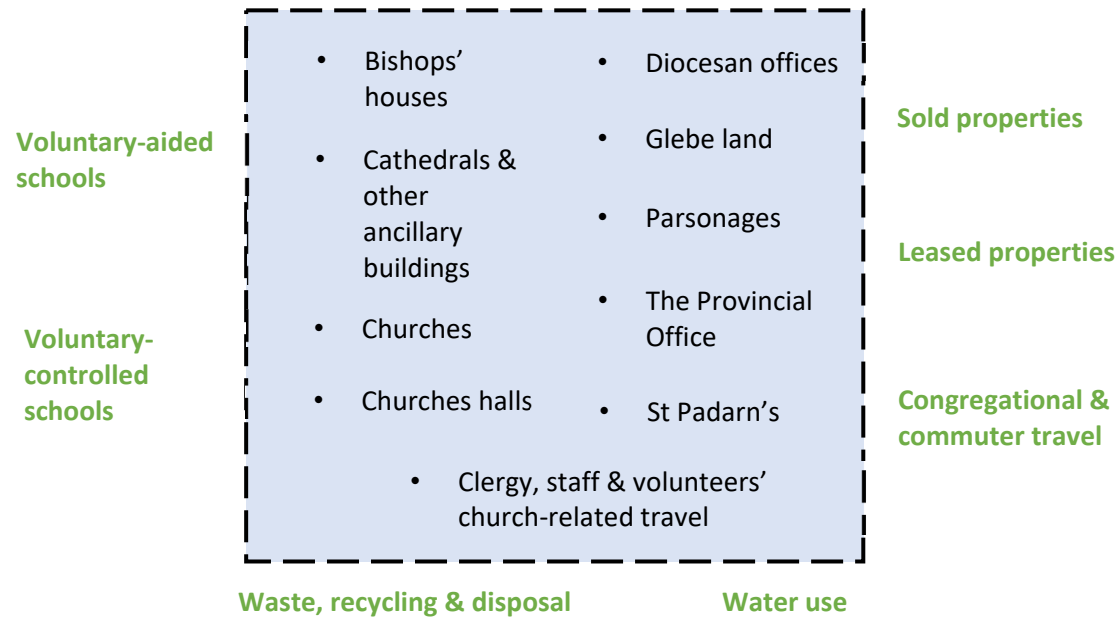 Voluntary-aided
schools
Voluntary-
controlled
schools
• Bishops’
houses
• Cathedrals &
other
ancillary
buildings
• Churches
• Churches halls
• Diocesan offices
• Glebe land
• Parsonages
• The Provincial
Office
• St Padarn’s
• Clergy, staff & volunteers’
church-related travel
Sold properties
Leased properties
Congregational &
commuter travel
Waste, recycling & disposal
Water use